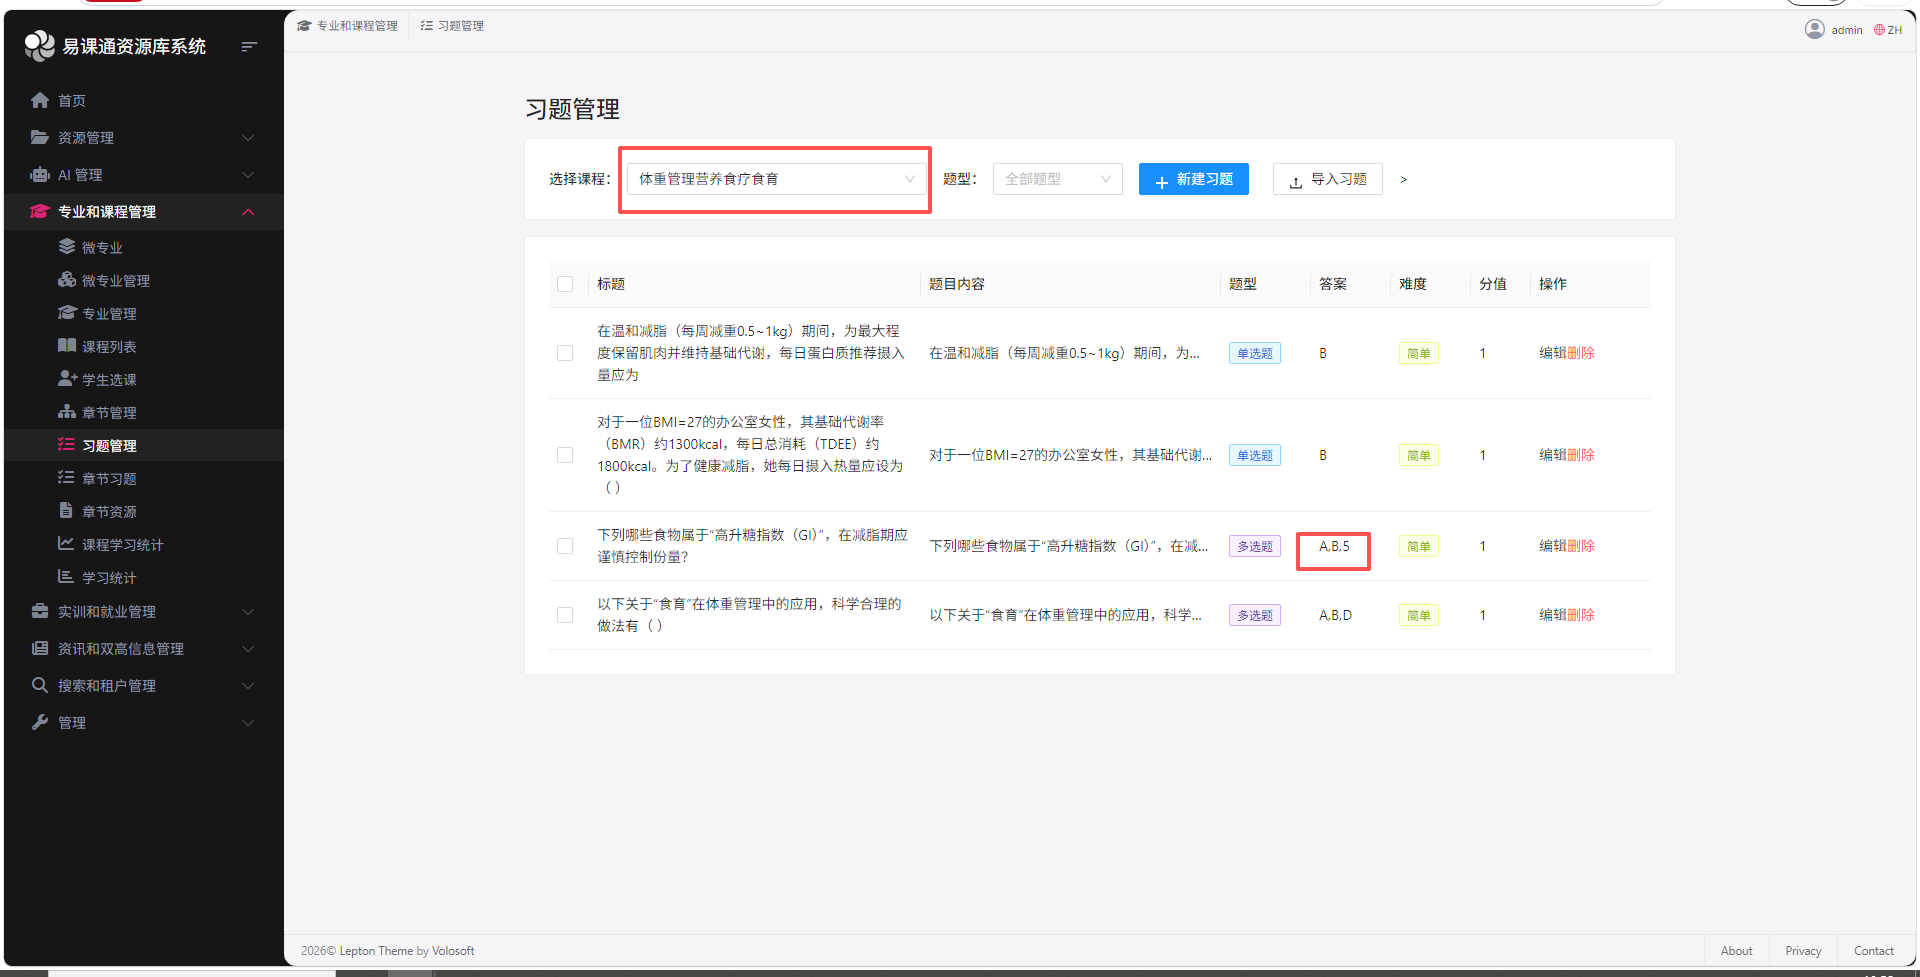 专业和课程管理
习题管理
admin
ZH
易课通资源库系统
首页
资源管理
AI 管理
专业和课程管理
微专业
微专业管理
专业管理
课程列表
学生选课
章节管理
习题管理
章节习题
章节资源
课程学习统计
学习统计
实训和就业管理
资讯和双高信息管理
搜索和租户管理
管理
习题管理
选择课程： 体重管理营养食疗食育 题型： 全部题型 新建习题 导入习题 >
标题 题目内容 题型 答案 难度 分值 操作
在温和减脂（每周减重0.5~1kg）期间，为最大程
度保留肌肉并维持基础代谢，每日蛋白质推荐摄入
量应为
在温和减脂（每周减重0.5~1kg）期间，为... 单选题 B 简单 1 编辑删除
对于一位BMI=27的办公室女性，其基础代谢率
（BMR）约1300kcal，每日总消耗（TDEE）约
1800kcal。为了健康减脂，她每日摄入热量应设为
（ ）
对于一位BMI=27的办公室女性，其基础代谢... 单选题 B 简单 1 编辑删除
下列哪些食物属于“高升糖指数（GI）”，在减脂期应
谨慎控制份量？
下列哪些食物属于“高升糖指数（GI）”，在减... 多选题 A,B,5 简单 1 编辑删除
以下关于“食育”在体重管理中的应用，科学合理的
做法有（ ）
以下关于“食育”在体重管理中的应用，科学... 多选题 A,B,D 简单 1 编辑删除
2026© Lepton Theme by Volosoft
About
Privacy
Contact